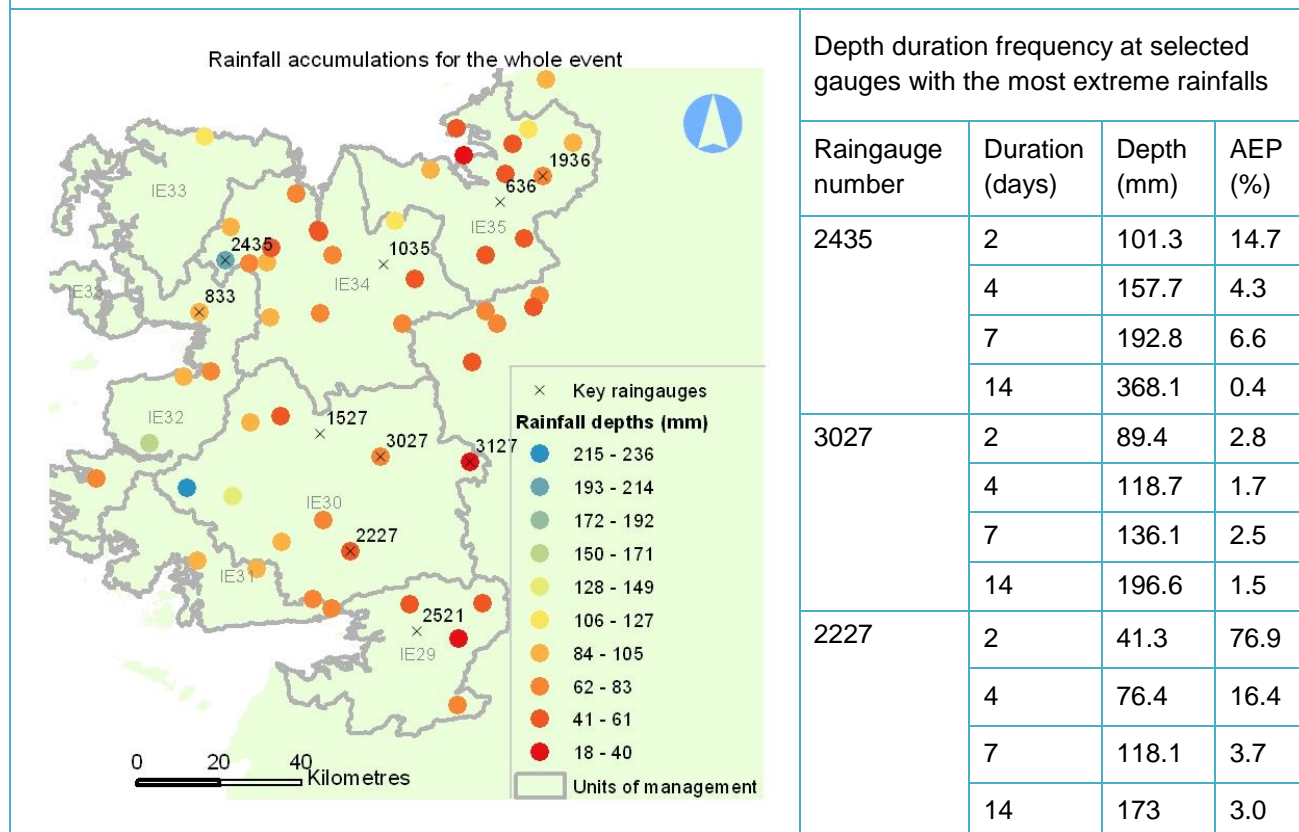 Rainfall accumulations for the whole event
1936
636
IE33
IE35
2435
1035
IE33
833
IE34
IE32
1527
3027
3127
IE30
2227
IE31
2521
IE29
× Key raingauges
Rainfall depths (mm)
215 - 236
193 - 214
172 - 192
150 - 171
128 - 149
106 - 127
84 - 105
62 - 83
41 - 61
18 - 40
Units of management
0 20 40
Kilometres
Depth duration frequency at selected
gauges with the most extreme rainfalls
Raingauge number Duration (days) Depth (mm) AEP (%)
2435 2 101.3 14.7
4 157.7 4.3
7 192.8 6.6
14 368.1 0.4
3027 2 89.4 2.8
4 118.7 1.7
7 136.1 2.5
14 196.6 1.5
2227 2 41.3 76.9
4 76.4 16.4
7 118.1 3.7
14 173 3.0